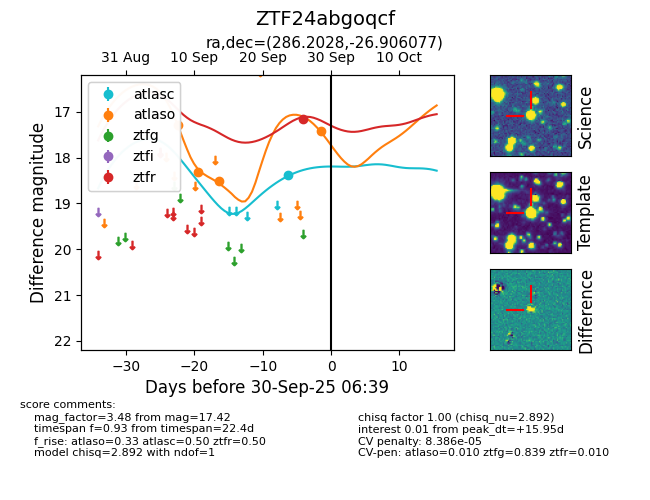 ZTF24abgoqcf
ra,dec=(286.2028,-26.906077)
31 Aug 10 Sep 20 Sep 30 Sep 10 Oct
atlasc
atlaso
ztfg
ztfi
ztfr
17
18
19
20
21
22
Difference magnitude
−30 −20 −10 0 10
Days before 30-Sep-25 06:39
Science
Template
Difference
score comments:
mag_factor=3.48 from mag=17.42
timespan f=0.93 from timespan=22.4d
f_rise: atlaso=0.33 atlasc=0.50 ztfr=0.50
model chisq=2.892 with ndof=1
chisq factor 1.00 (chisq_nu=2.892)
interest 0.01 from peak_dt=+15.95d
CV penalty: 8.386e-05
CV-pen: atlaso=0.010 ztfg=0.839 ztfr=0.010